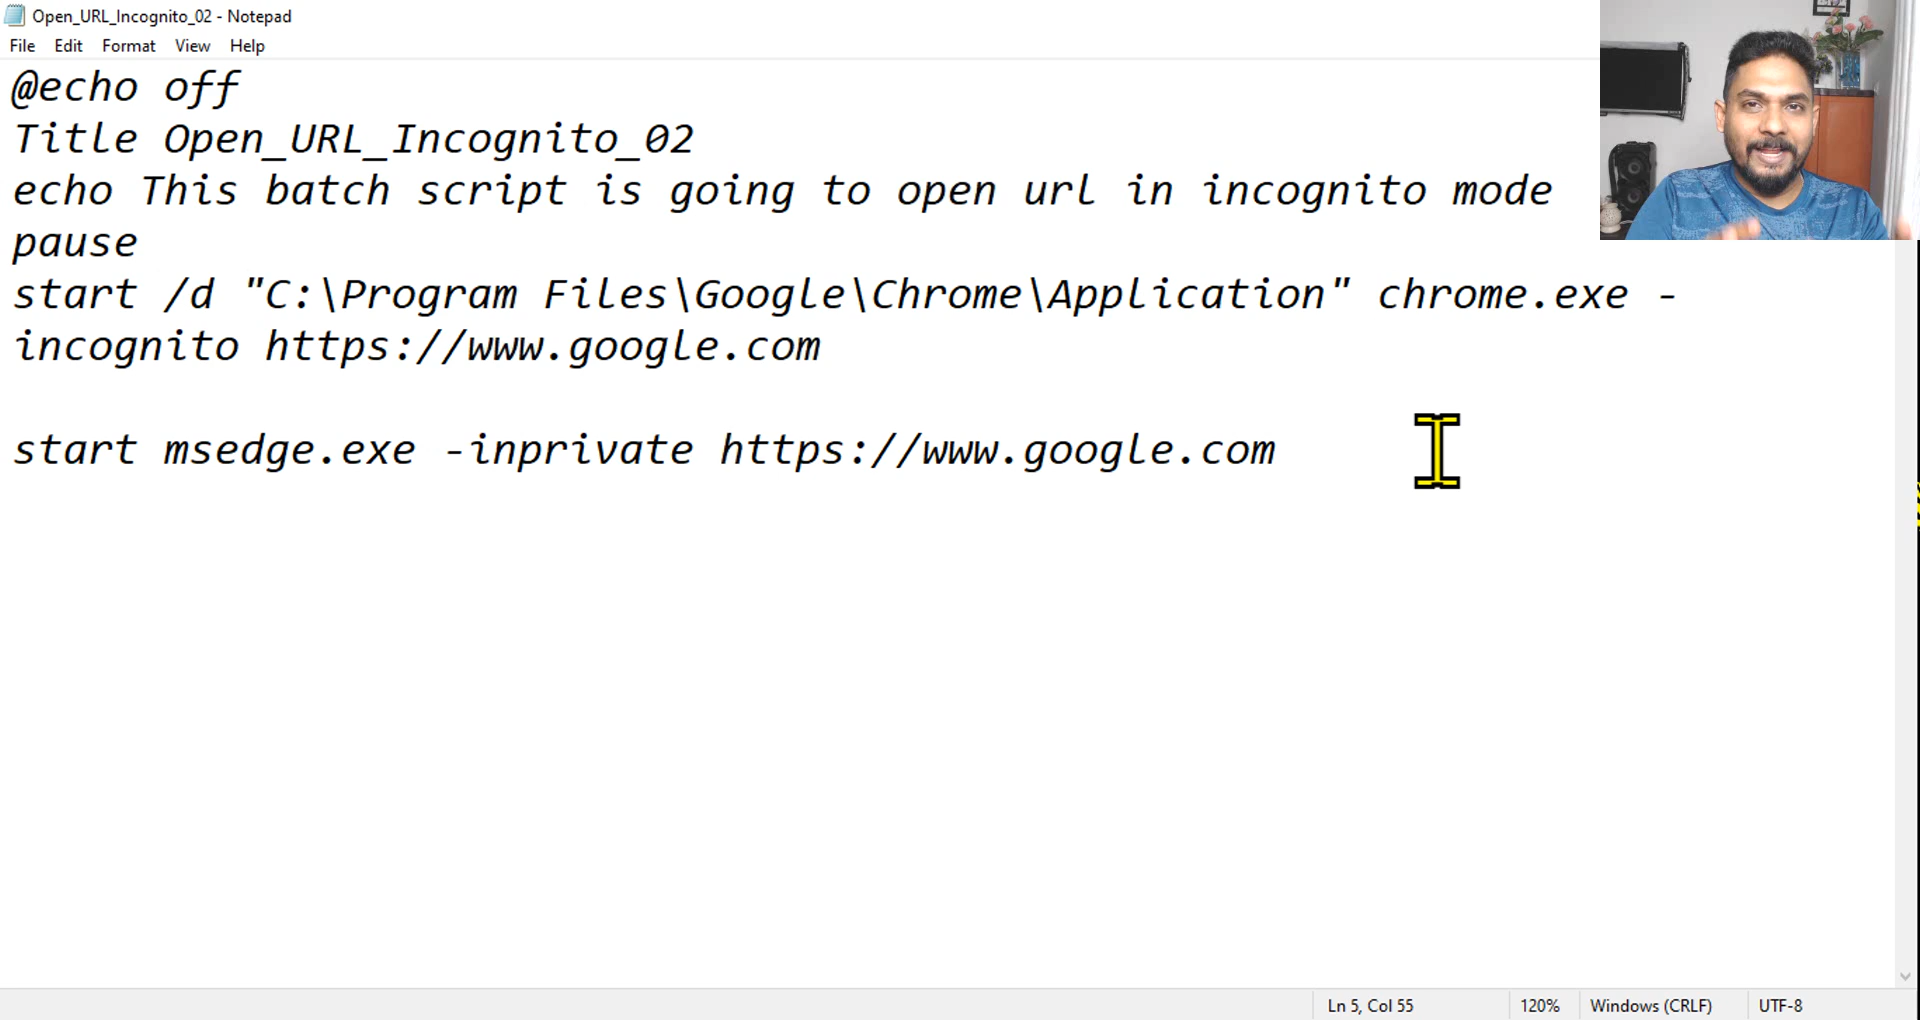 Open_URL_Incognito_02 - Notepad
File Edit Format View Help
@echo off
Title Open_URL_Incognito_02
echo This batch script is going to open url in incognito mode
pause
start /d "C:\Program Files\Google\Chrome\Application" chrome.exe -
incognito https://www.google.com
start msedge.exe -inprivate https://www.google.com
Ln 5, Col 55 120% Windows (CRLF) UTF-8